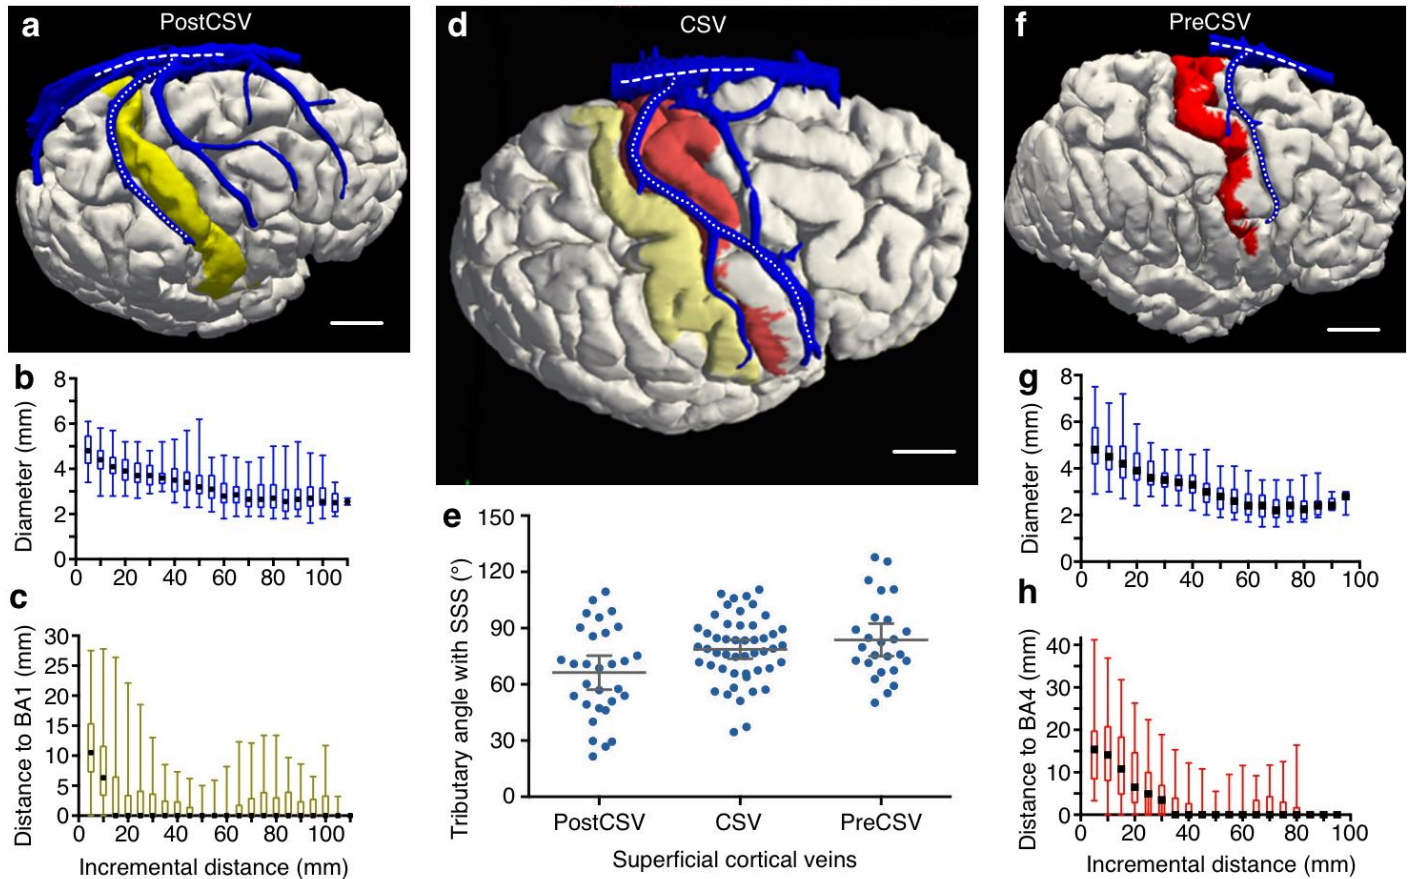 a
PostCSV
d
CSV
f
PreCSV
b
Diameter (mm)
8
6
4
2
0
0 20 40 60 80 100
c
Distance to BA1 (mm)
30
25
20
15
10
5
0
0 20 40 60 80 100
Incremental distance (mm)
e
Tributary angle with SSS (°)
150
120
90
60
30
0
PostCSV CSV PreCSV
Superficial cortical veins
g
Diameter (mm)
8
6
4
2
0
0 20 40 60 80 100
h
Distance to BA4 (mm)
40
30
20
10
0
0 20 40 60 80 100
Incremental distance (mm)